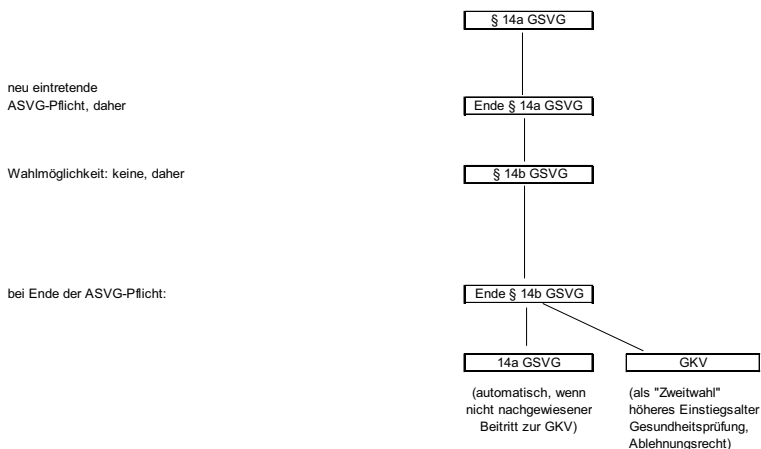 § 14a GSVG
neu eintretende
ASVG-Pflicht, daher
Ende § 14a GSVG
Wahlmöglichkeit: keine, daher
§ 14b GSVG
bei Ende der ASVG-Pflicht:
Ende § 14b GSVG
14a GSVG
GKV
(automatisch, wenn
nicht nachgewiesener
Beitritt zur GKV)
(als "Zweitwahl"
höheres Einstiegsalter
Gesundheitsprüfung,
Ablehnungsrecht)